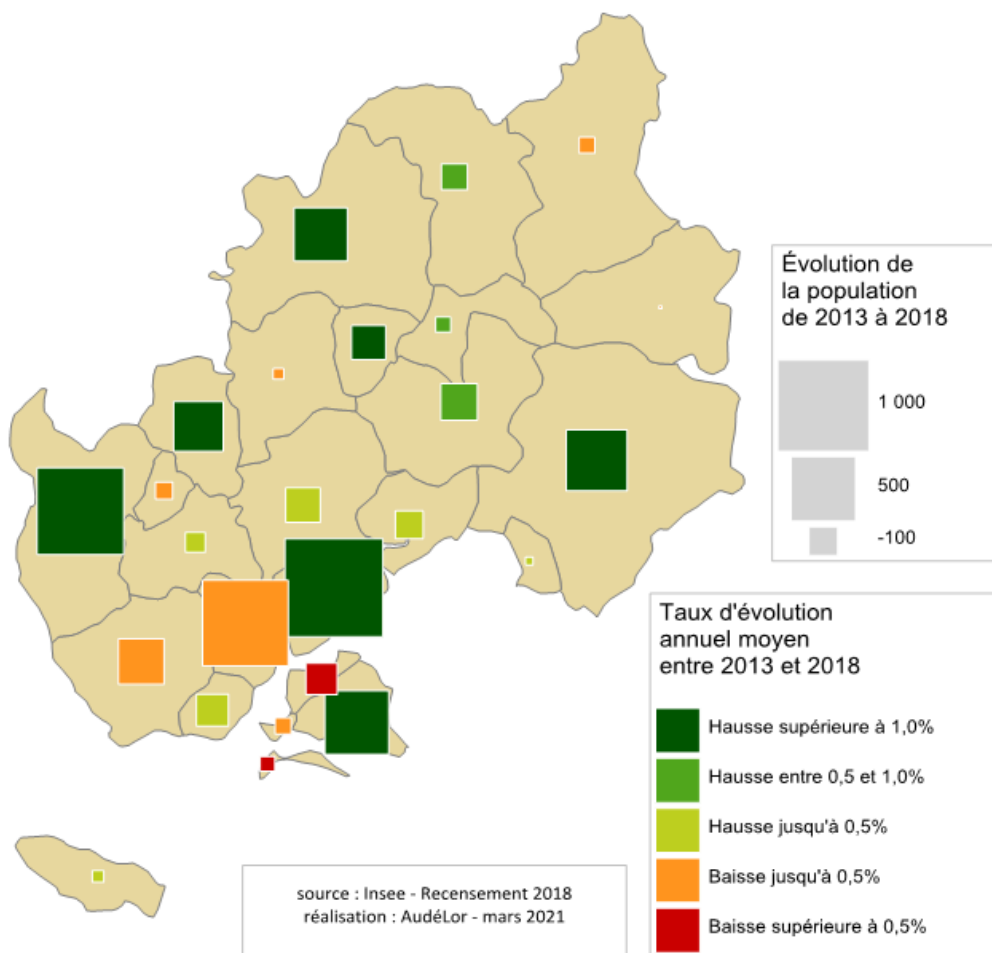 Évolution de
la population
de 2013 à 2018
1 000
500
-100
Taux d'évolution
annuel moyen
entre 2013 et 2018
Hausse supérieure à 1,0%
Hausse entre 0,5 et 1,0%
Hausse jusqu'à 0,5%
Baisse jusqu'à 0,5%
Baisse supérieure à 0,5%
source : Insee - Recensement 2018
réalisation : AudéLor - mars 2021